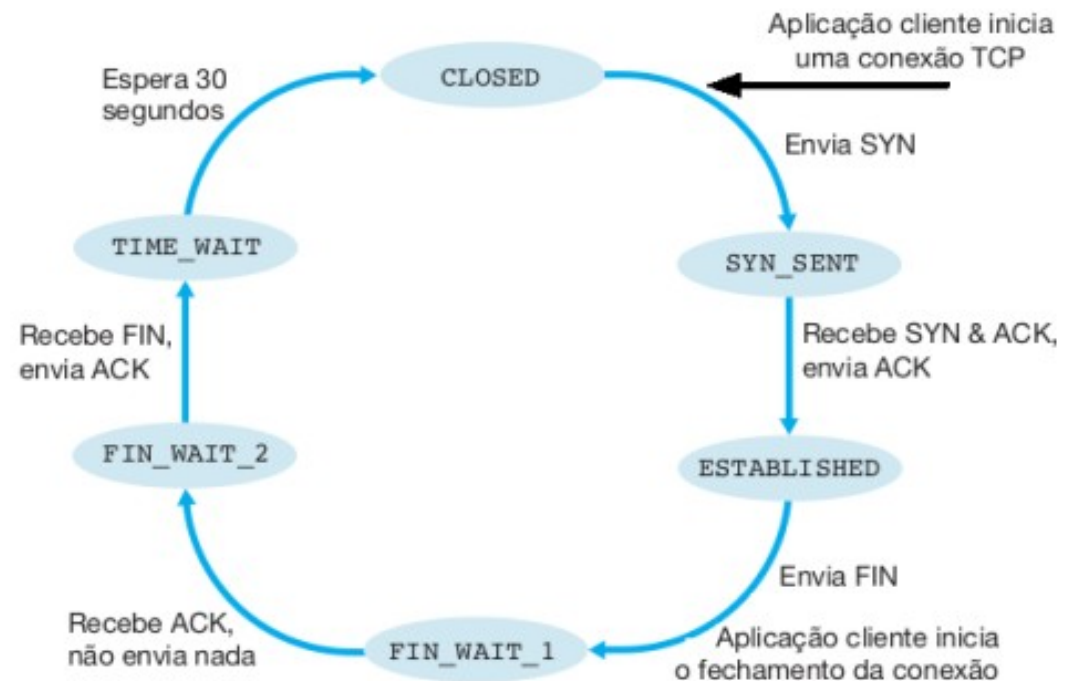 Aplicação cliente inicia
uma conexão TCP
CLOSED
Envia SYN
SYN_SENT
Recebe SYN & ACK,
envia ACK
ESTABLISHED
Envia FIN
Aplicação cliente inicia
o fechamento da conexão
FIN_WAIT_1
Recebe ACK,
não envia nada
FIN_WAIT_2
Recebe FIN,
envia ACK
TIME_WAIT
Espera 30
segundos